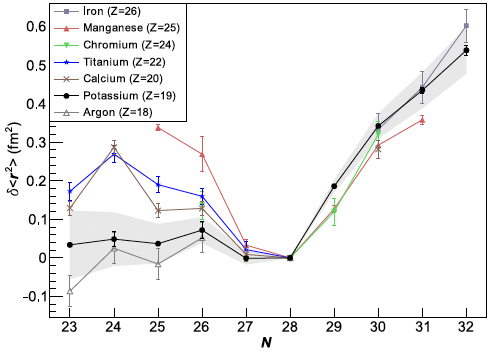 Iron (Z=26)
Manganese (Z=25)
Chromium (Z=24)
Titanium (Z=22)
Calcium (Z=20)
Potassium (Z=19)
Argon (Z=18)
δ<r²> (fm²)
0.6
0.5
0.4
0.3
0.2
0.1
0
−0.1
23 24 25 26 27 28 29 30 31 32
N